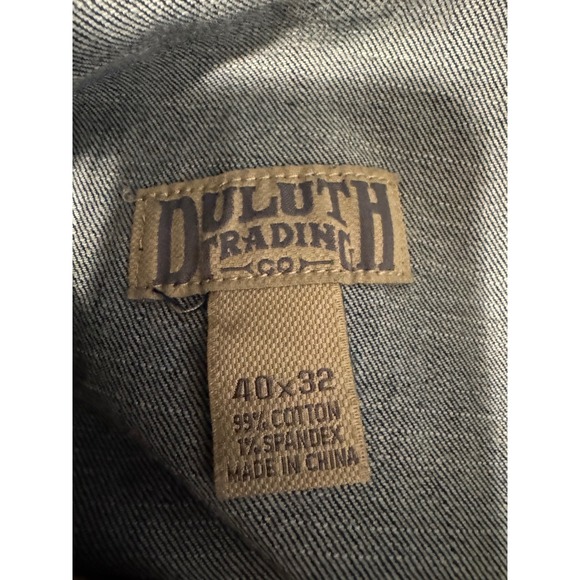 DULUTH
TRADING
CO
40x32
99% COTTON
1% SPANDEX
MADE IN CHINA